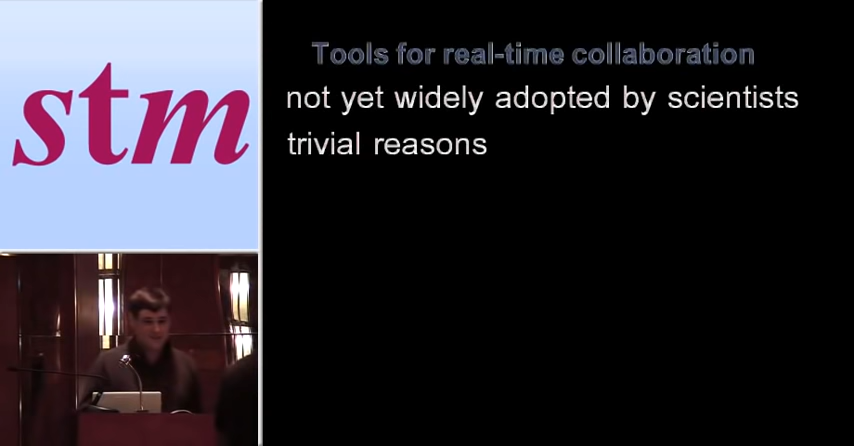 stm
Tools for real-time collaboration
not yet widely adopted by scientists
trivial reasons